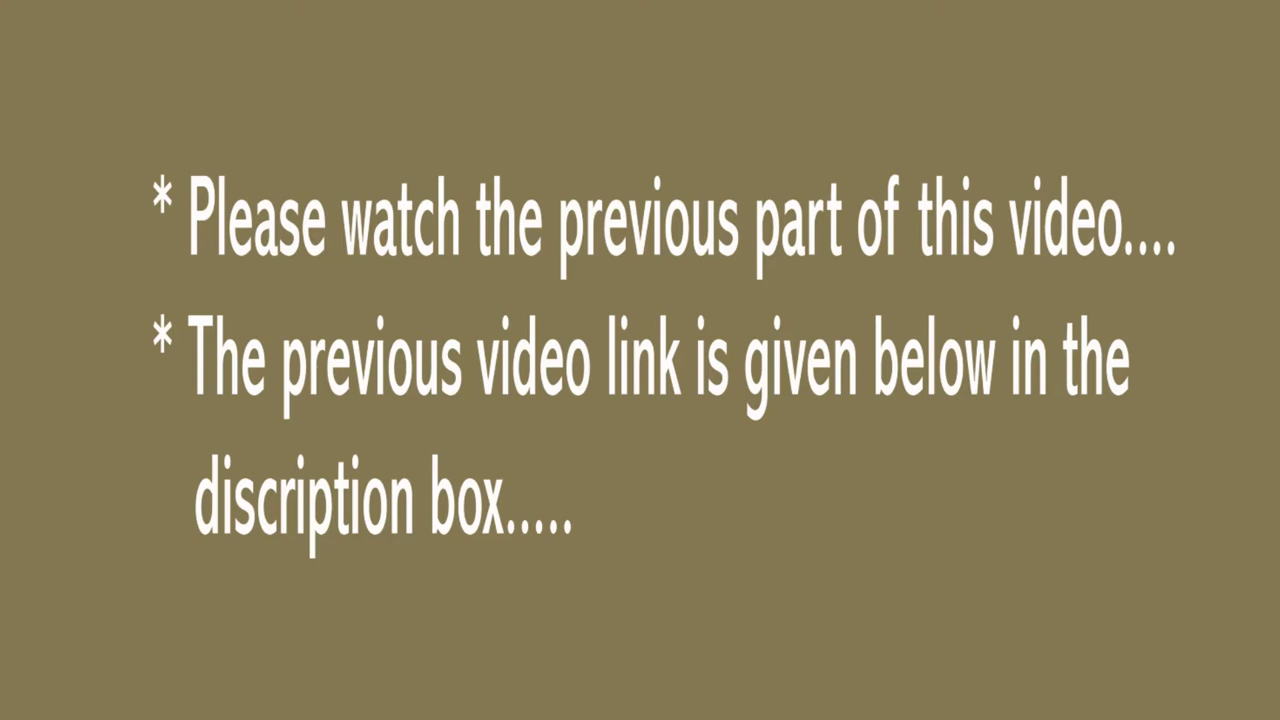 * Please watch the previous part of this video....
* The previous video link is given below in the
discription box.....